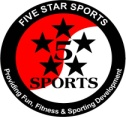 FIVE STAR SPORTS
5
SPORTS
Providing Fun, Fitness & Sporting Development